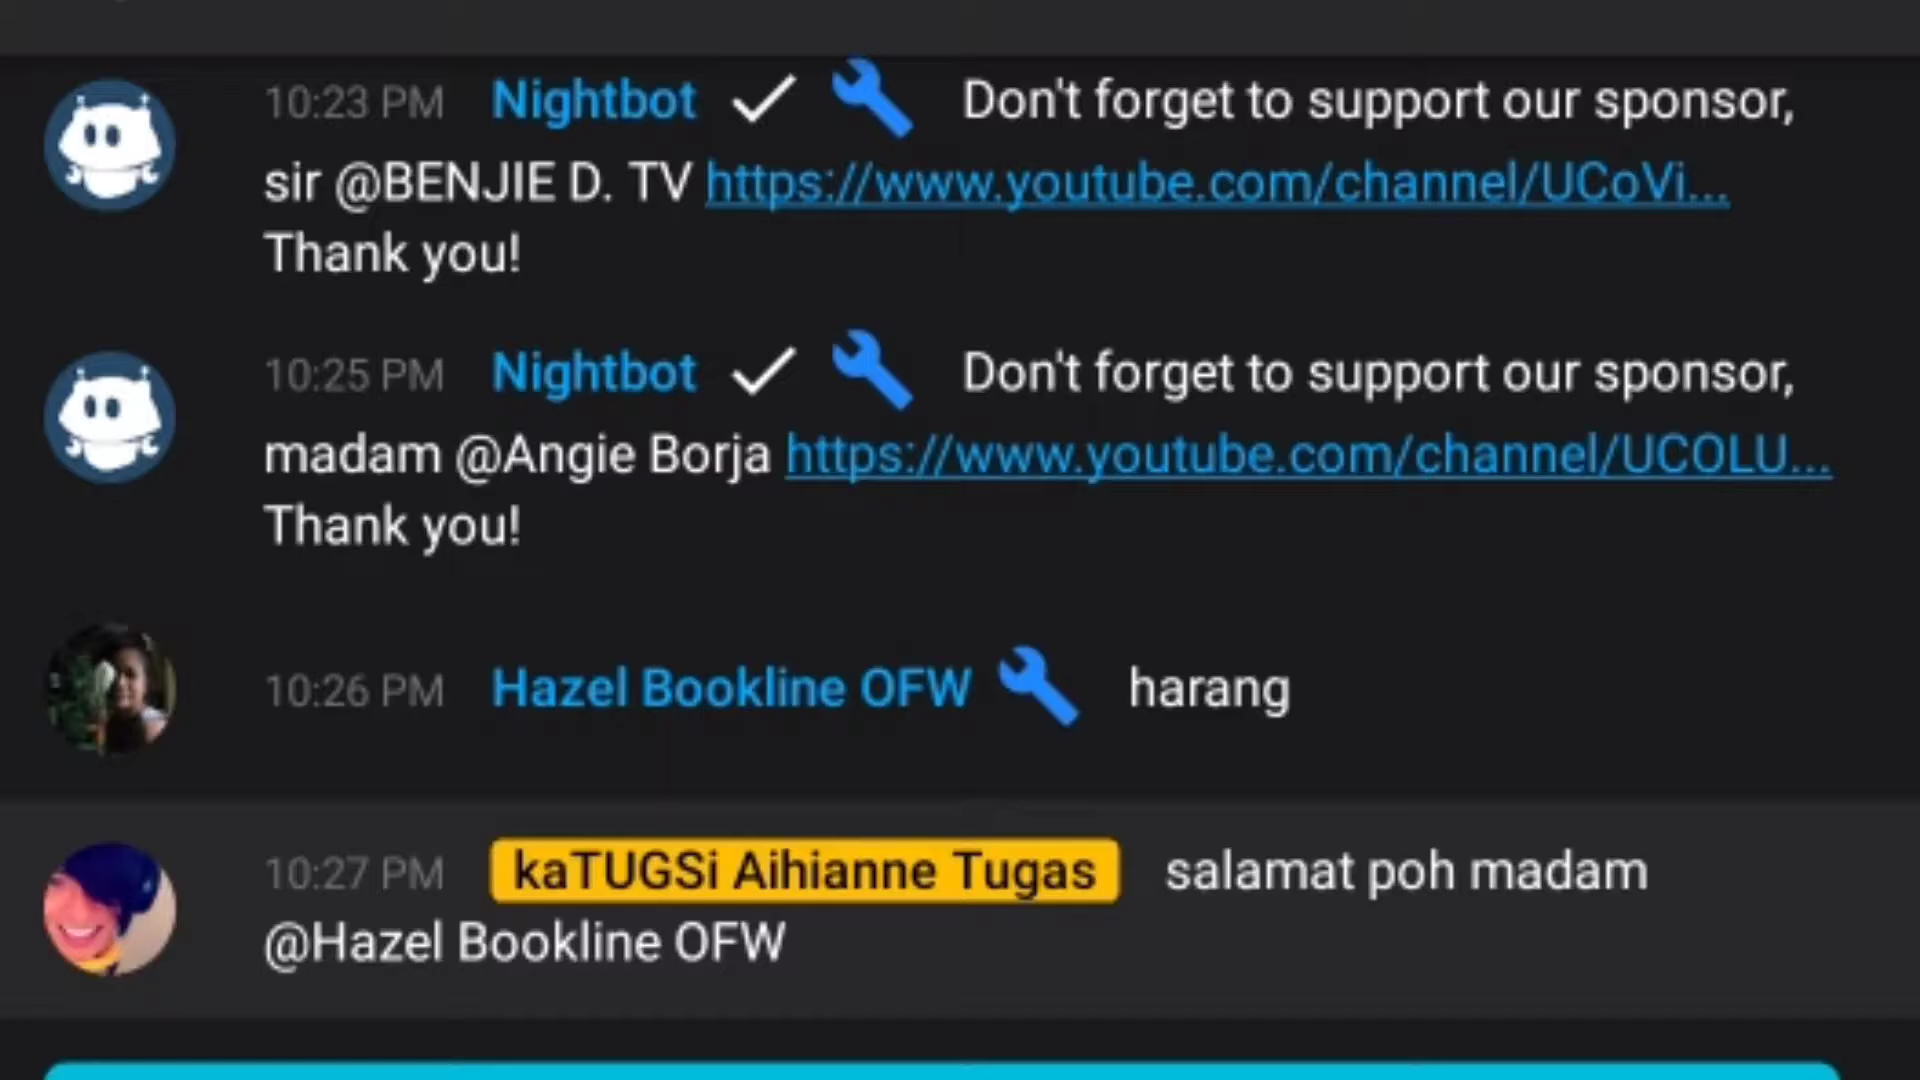 10:23 PM Nightbot Don't forget to support our sponsor,
sir @BENJIE D. TV https://www.youtube.com/channel/UCoVi...
Thank you!
10:25 PM Nightbot Don't forget to support our sponsor,
madam @Angie Borja https://www.youtube.com/channel/UCOLU...
Thank you!
10:26 PM Hazel Bookline OFW harang
10:27 PM kaTUGSi Aihianne Tugas salamat poh madam
@Hazel Bookline OFW